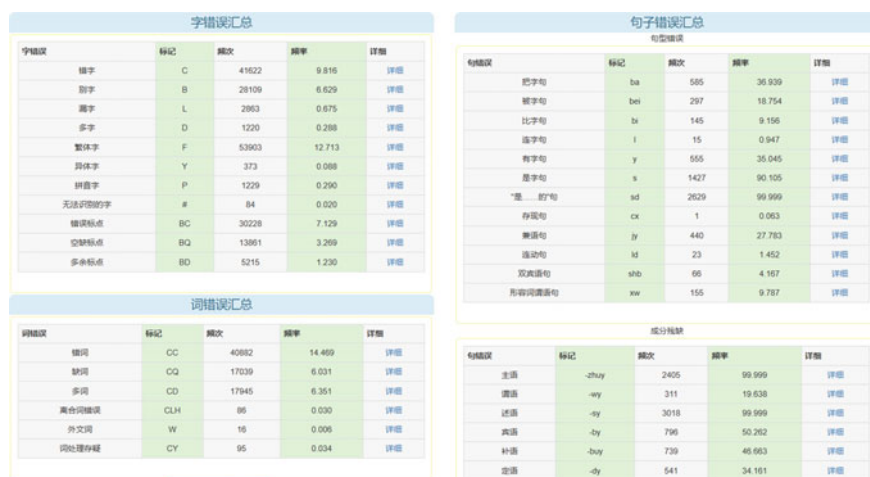 字错误汇总
字错误 标记 频次 频率 详细
错字 C 41622 9.816 详细
别字 B 28109 6.629 详细
漏字 L 2863 0.675 详细
多字 D 1220 0.288 详细
繁体字 F 53903 12.713 详细
异体字 Y 373 0.088 详细
拼音字 P 1229 0.290 详细
无法识别的字 # 84 0.020 详细
错误标点 BC 30228 7.129 详细
空缺标点 BQ 13861 3.269 详细
多余标点 BD 5215 1.230 详细
词错误汇总
词错误 标记 频次 频率 详细
错词 CC 40882 14.469 详细
缺词 CQ 17039 6.031 详细
多词 CD 17945 6.351 详细
离合词错误 CLH 86 0.030 详细
外文词 W 16 0.006 详细
词处理存疑 CY 95 0.034 详细
句子错误汇总
句型错误
句错误 标记 频次 频率 详细
把字句 ba 585 36.939 详细
被字句 bei 297 18.754 详细
比字句 bi 145 9.156 详细
连字句 l 15 0.947 详细
有字句 y 555 35.045 详细
是字句 s 1427 90.105 详细
“是……的”句 sd 2629 99.999 详细
存现句 cx 1 0.063 详细
兼语句 jy 440 27.783 详细
连动句 ld 23 1.452 详细
双宾语句 shb 66 4.167 详细
形容词谓语句 xw 155 9.787 详细
成分残缺
句错误 标记 频次 频率 详细
主语 -zhuy 2405 99.999 详细
谓语 -wy 311 19.638 详细
述语 -sy 3018 99.999 详细
宾语 -by 796 50.262 详细
补语 -buy 739 46.663 详细
定语 -dy 541 34.161 详细